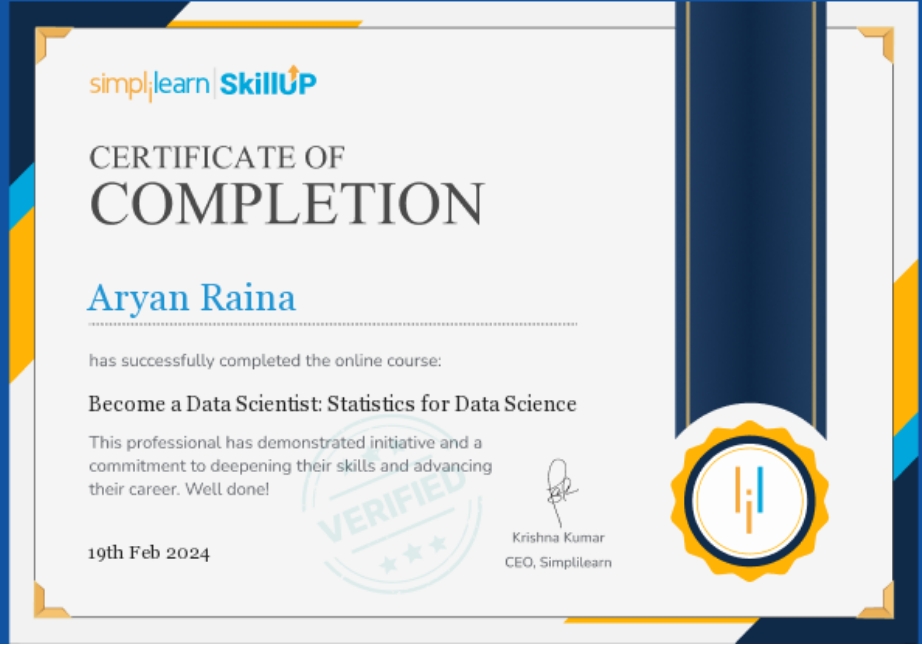 simplilearn | SkillUP
CERTIFICATE OF
COMPLETION
Aryan Raina
has successfully completed the online course:
Become a Data Scientist: Statistics for Data Science
This professional has demonstrated initiative and a
commitment to deepening their skills and advancing
their career. Well done!
VERIFIED
19th Feb 2024
Krishna Kumar
CEO, Simplilearn